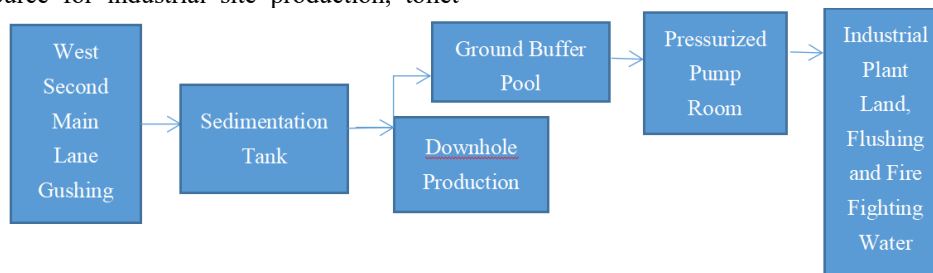 source for industrial site production, toilet
West
Second
Main
Lane
Gushing
Sedimentation
Tank
Ground Buffer
Pool
Downhole
Production
Pressurized
Pump
Room
Industrial
Plant
Land,
Flushing
and Fire
Fighting
Water